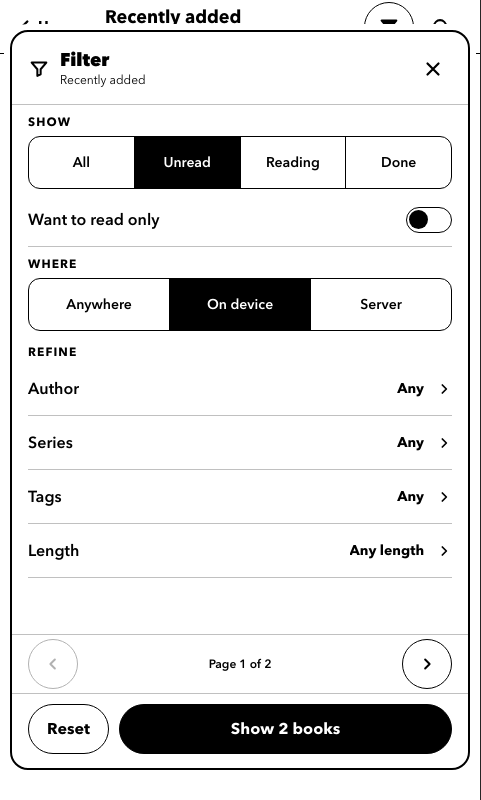 Recently added
Filter
Recently added
SHOW
All Unread Reading Done
Want to read only
WHERE
Anywhere On device Server
REFINE
Author Any
Series Any
Tags Any
Length Any length
Page 1 of 2
Reset Show 2 books